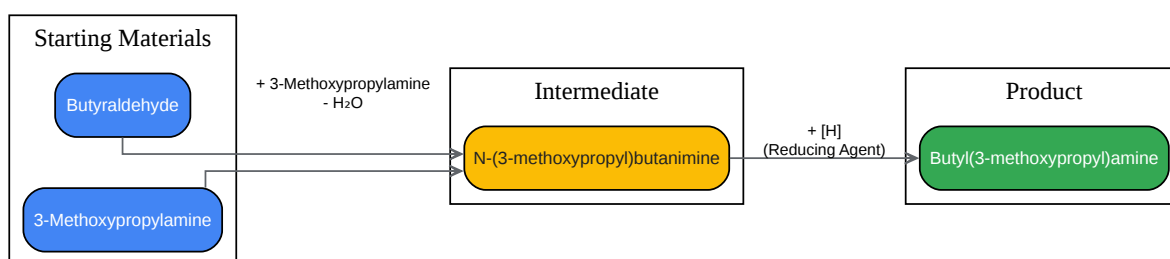 Starting Materials
Butyraldehyde
3-Methoxypropylamine
+ 3-Methoxypropylamine
- H₂O
Intermediate
N-(3-methoxypropyl)butanimine
+ [H]
(Reducing Agent)
Product
Butyl(3-methoxypropyl)amine